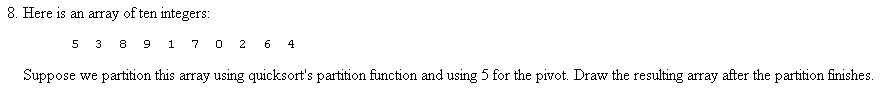 8. Here is an array of ten integers:
5 3 8 9 1 7 0 2 6 4
Suppose we partition this array using quicksort's partition function and using 5 for the pivot. Draw the resulting array after the partition finishes.